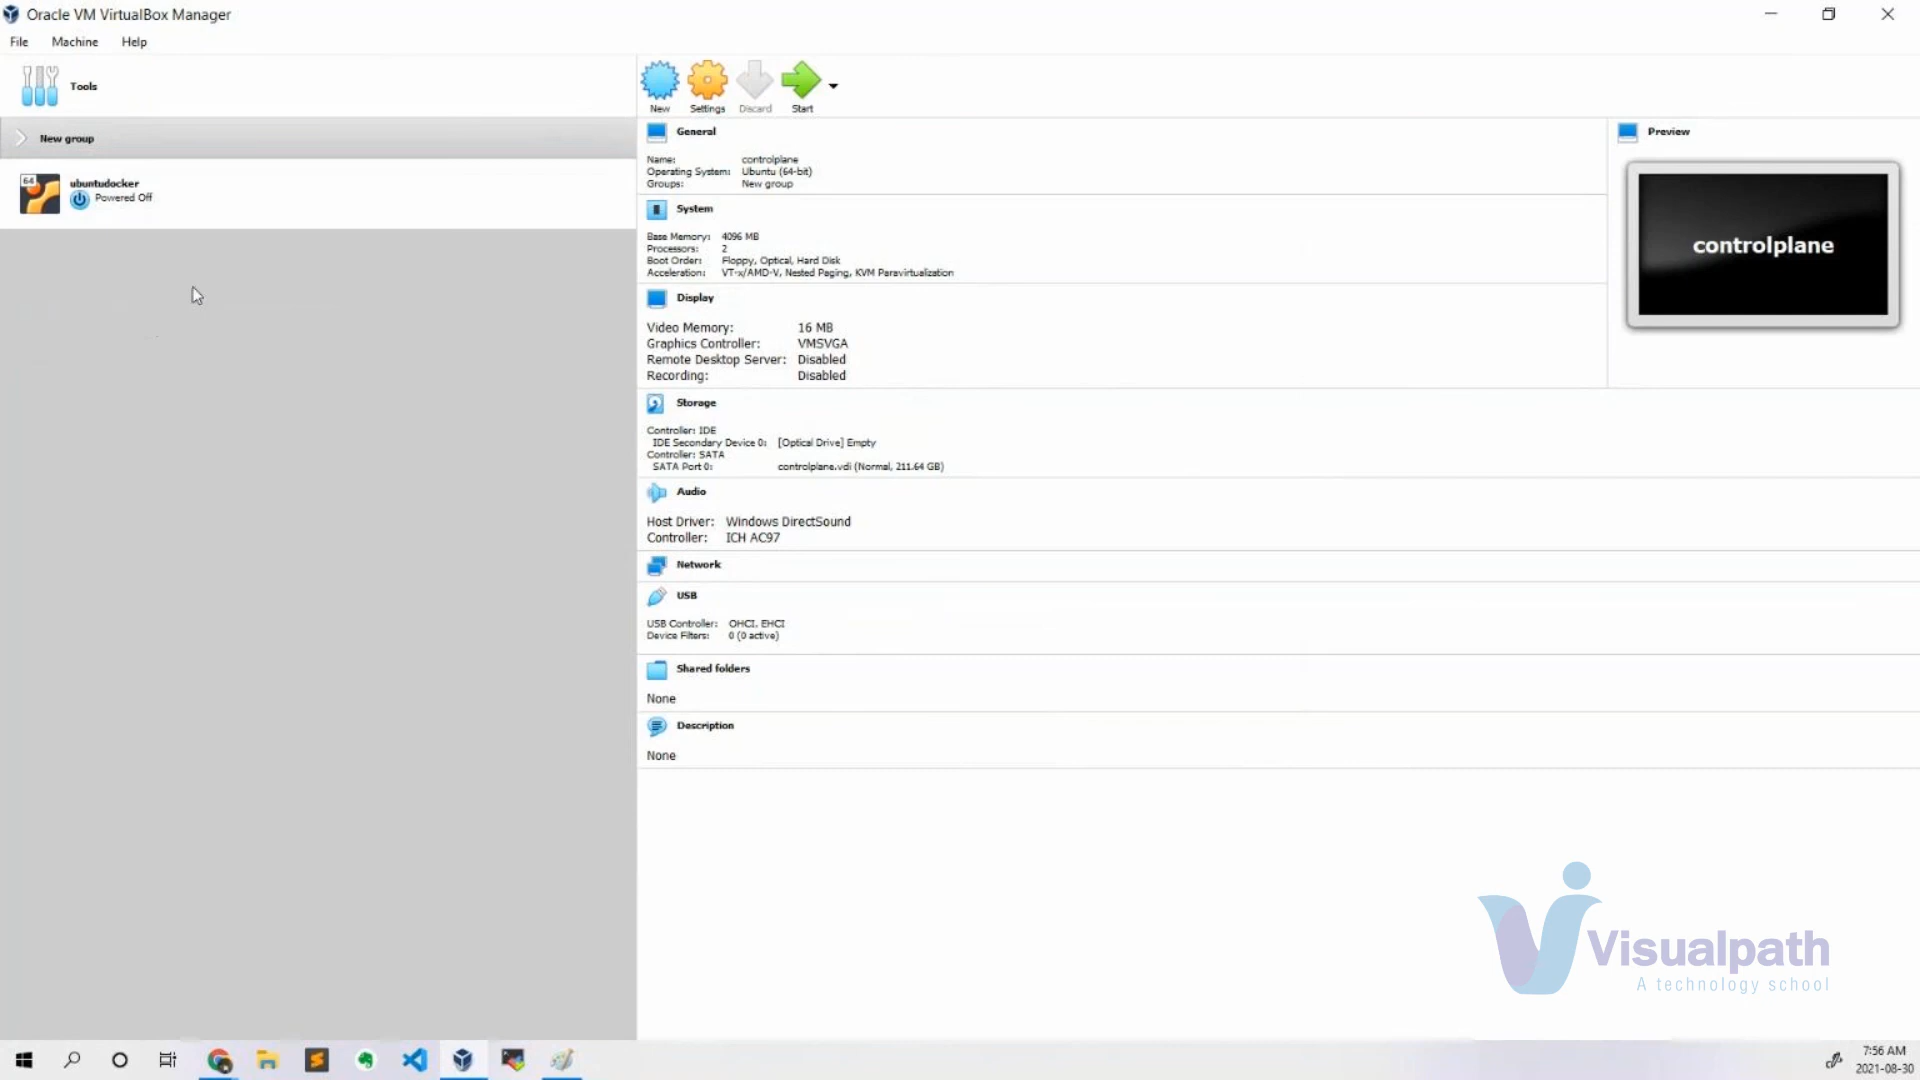 Oracle VM VirtualBox Manager
File Machine Help
Tools
New Settings Discard Start
New group
64
ubuntudocker
Powered Off
General
Name: controlplane
Operating System: Ubuntu (64-bit)
Groups: New group
System
Base Memory: 4096 MB
Processors: 2
Boot Order: Floppy, Optical, Hard Disk
Acceleration: VT-x/AMD-V, Nested Paging, KVM Paravirtualization
Display
Video Memory: 16 MB
Graphics Controller: VMSVGA
Remote Desktop Server: Disabled
Recording: Disabled
Storage
Controller: IDE
IDE Secondary Device 0: [Optical Drive] Empty
Controller: SATA
SATA Port 0: controlplane.vdi (Normal, 211.64 GB)
Audio
Host Driver: Windows DirectSound
Controller: ICH AC97
Network
USB
USB Controller: OHCI, EHCI
Device Filters: 0 (0 active)
Shared folders
None
Description
None
Preview
controlplane
Visualpath
A technology school
7:56 AM
2021-08-30